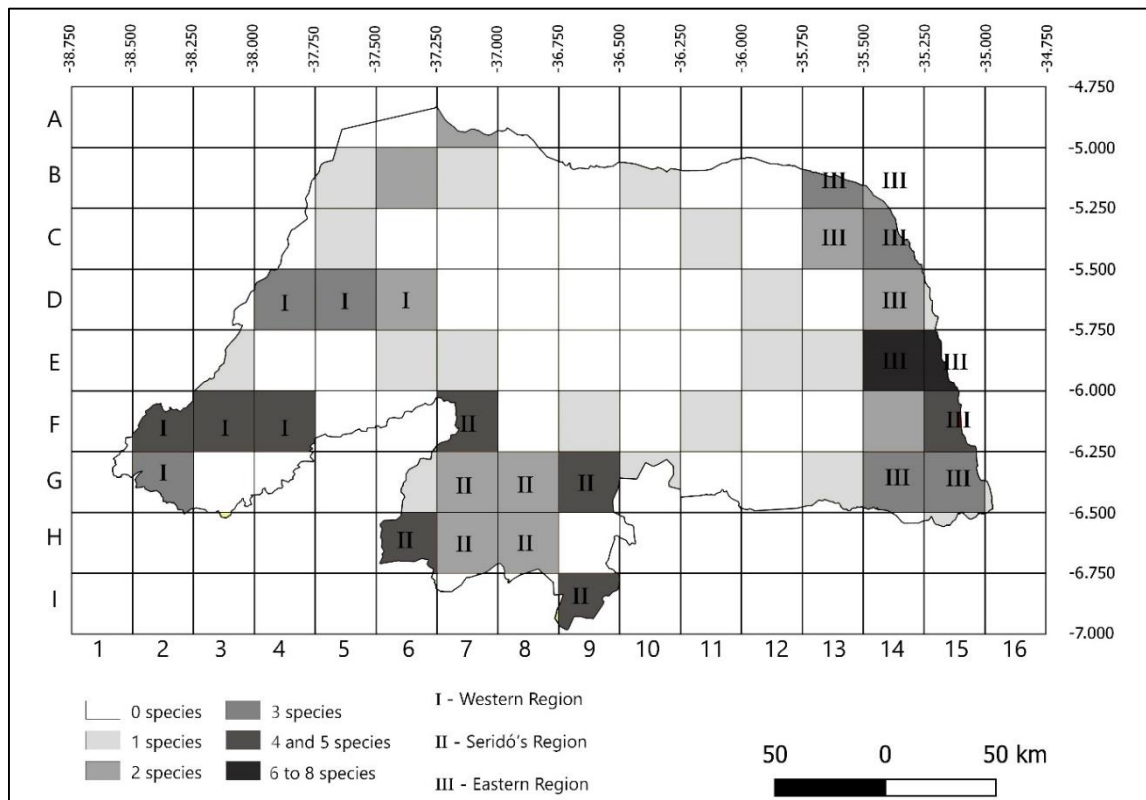 -38.750 -38.500 -38.250 -38.000 -37.750 -37.500 -37.250 -37.000 -36.750 -36.500 -36.250 -36.000 -35.750 -35.500 -35.250 -35.000 -34.750
-4.750
A
-5.000
B III III
-5.250
C III III
-5.500
D I I I III
-5.750
E III III
-6.000
F I I I II III
-6.250
G I II II II III III
-6.500
H II II II
-6.750
I II
-7.000
1 2 3 4 5 6 7 8 9 10 11 12 13 14 15 16
0 species
1 species
2 species
3 species
4 and 5 species
6 to 8 species
I - Western Region
II - Seridó's Region
III - Eastern Region
50 0 50 km